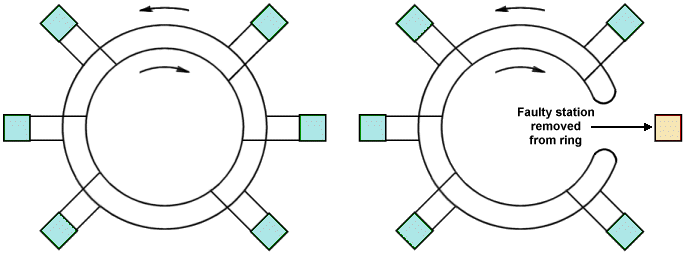 Faulty station
removed
from ring